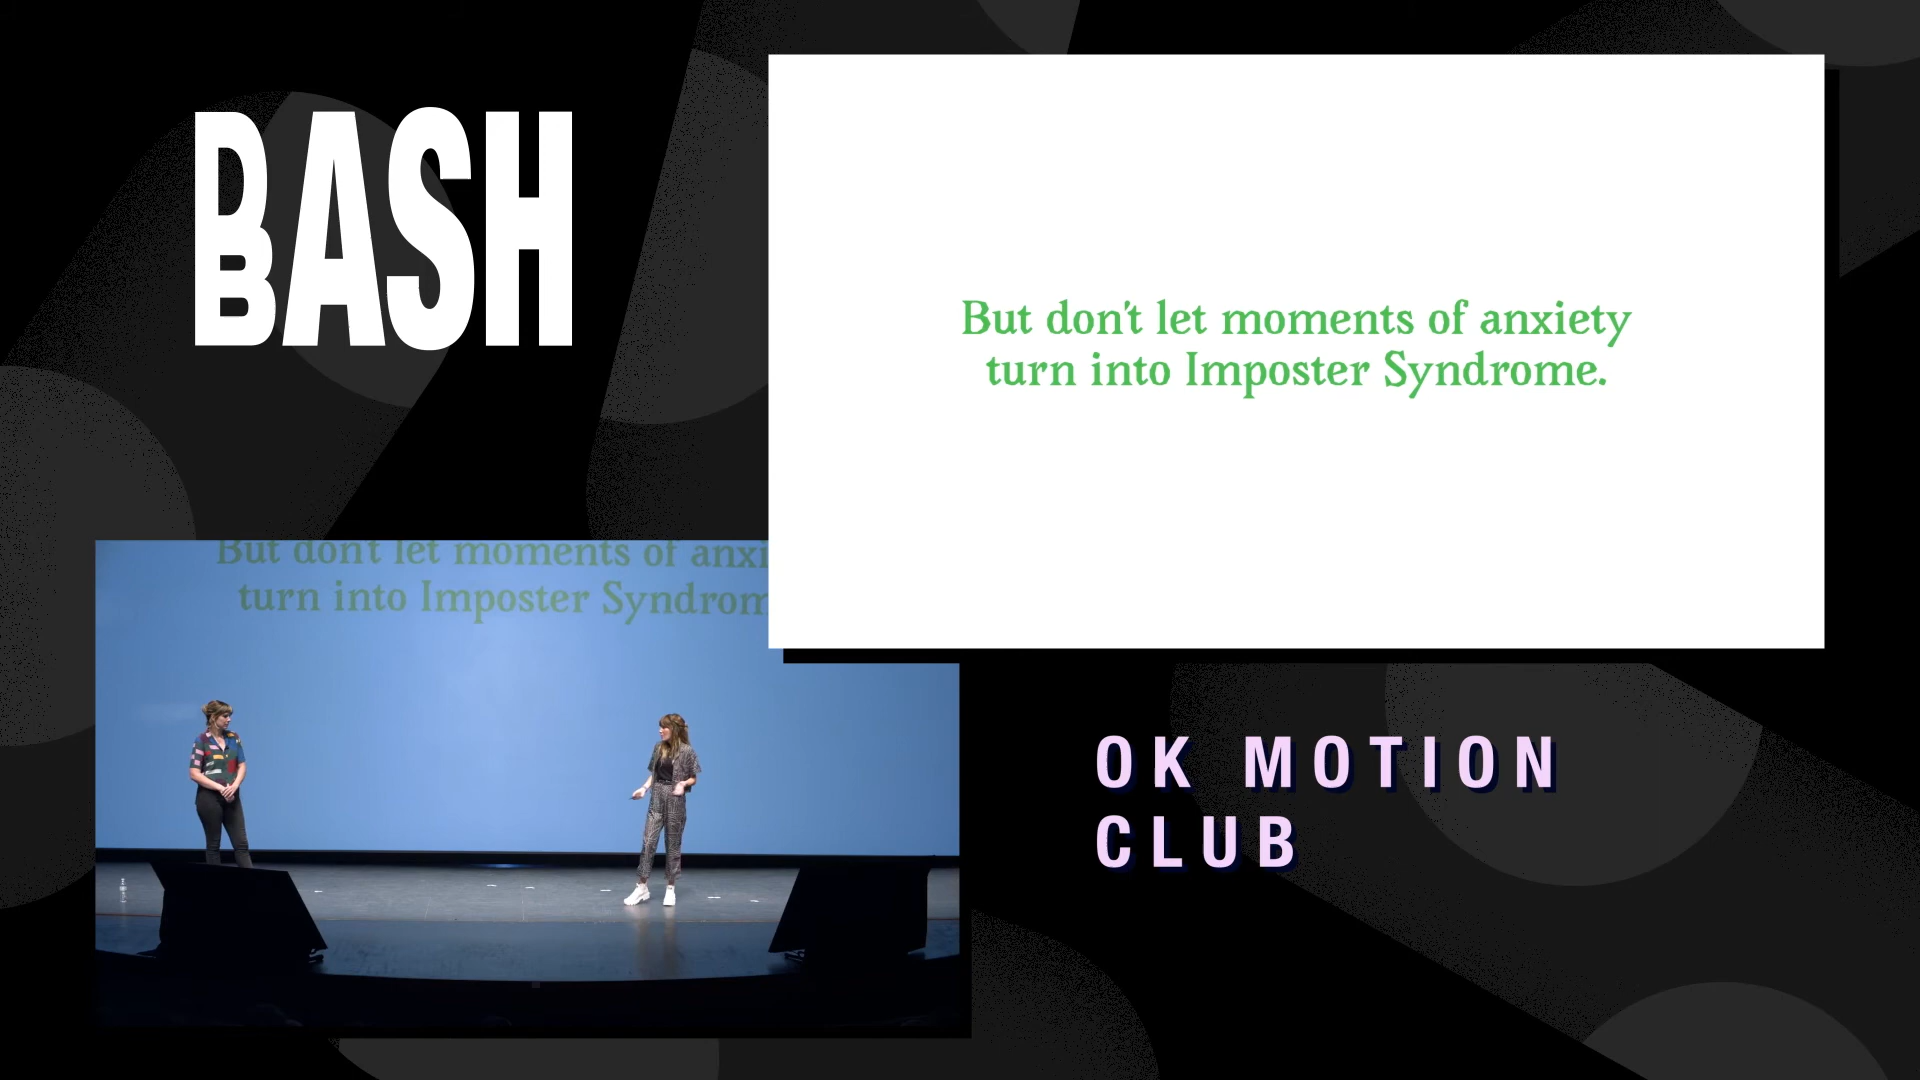 BBASH
But don't let moments of anxiety
turn into Imposter Syndrome.
But don't let moments of anxi
turn into Imposter Syndrom
OK MOTION
CLUB